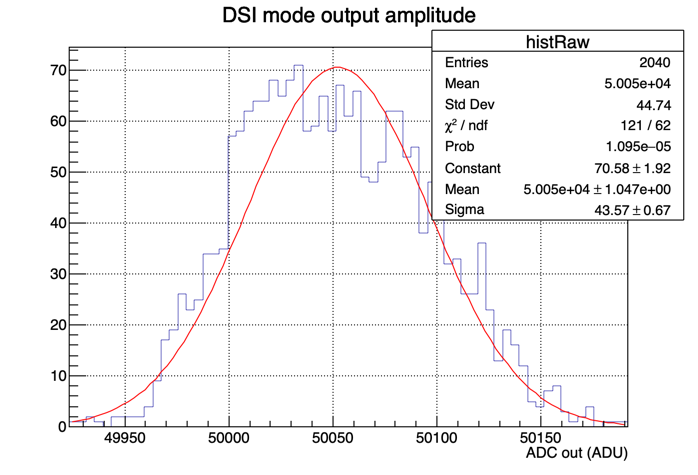 DSI mode output amplitude
histRaw
Entries 2040
Mean 5.005e+04
Std Dev 44.74
χ² / ndf 121 / 62
Prob 1.095e−05
Constant 70.58 ± 1.92
Mean 5.005e+04 ± 1.047e+00
Sigma 43.57 ± 0.67
70
60
50
40
30
20
10
0
49950 50000 50050 50100 50150
ADC out (ADU)